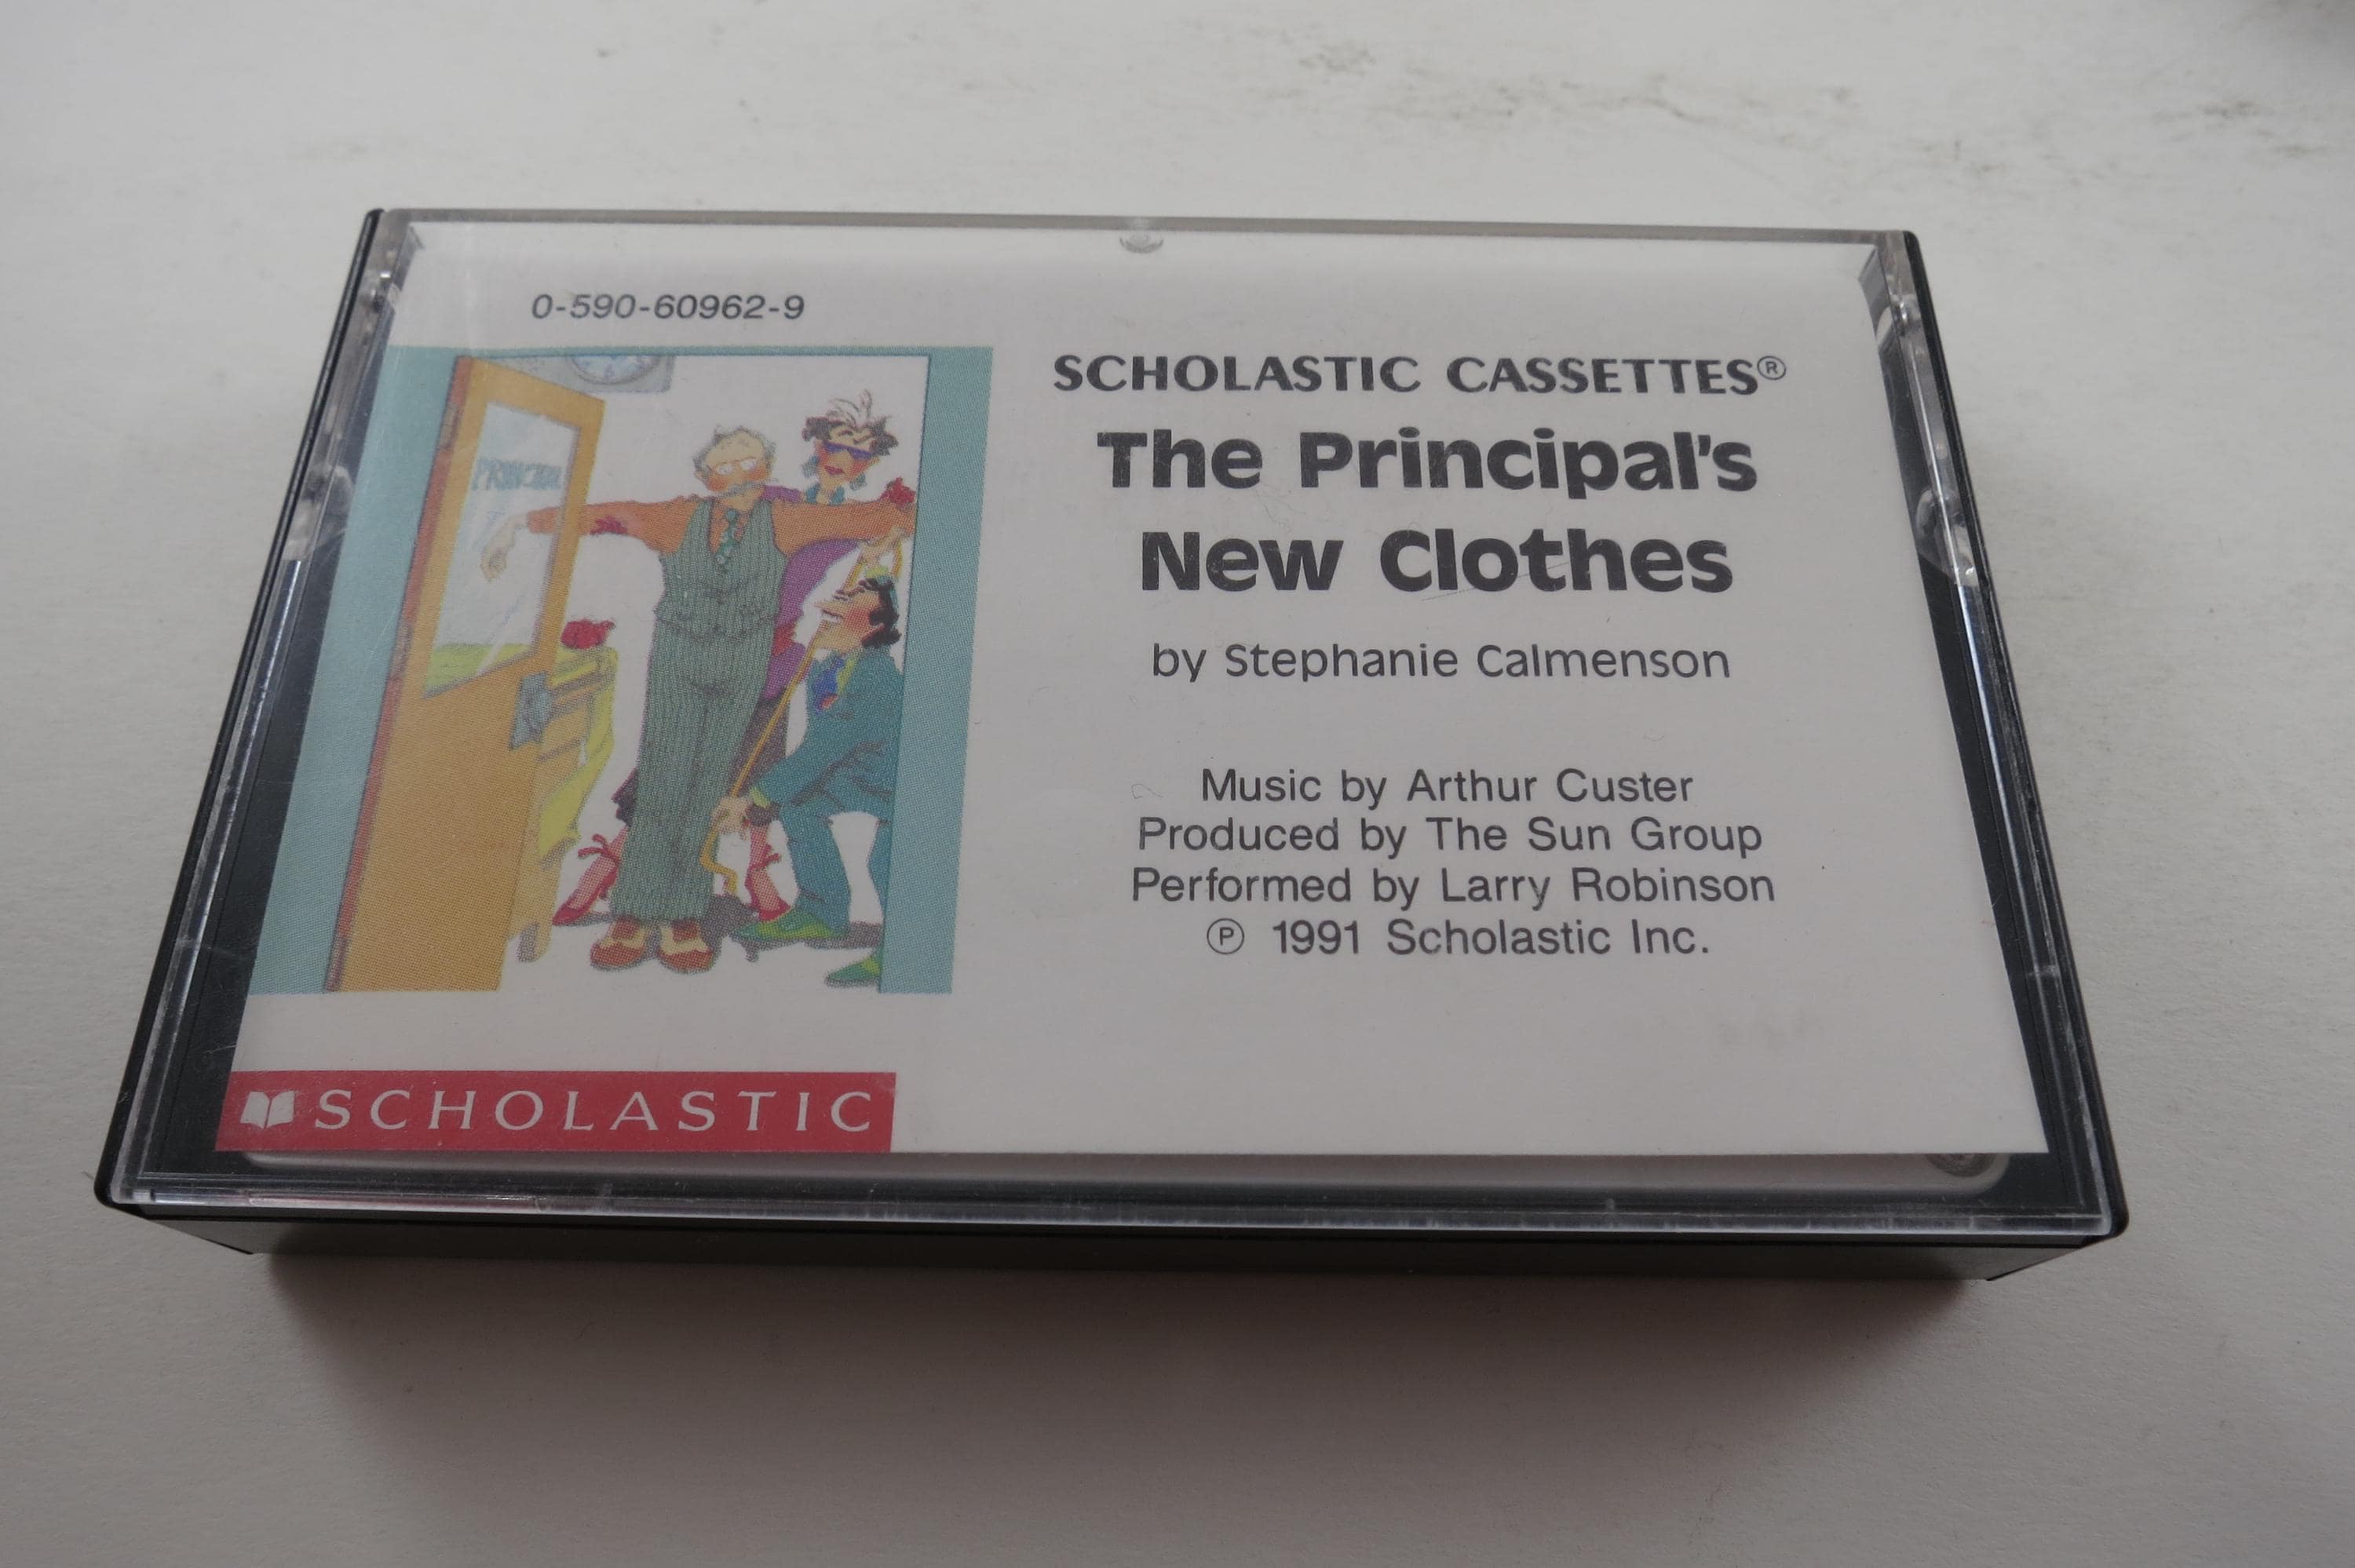 0-590-60962-9
PRINCIPAL
SCHOLASTIC CASSETTES®
The Principal's
New Clothes
by Stephanie Calmenson
Music by Arthur Custer
Produced by The Sun Group
Performed by Larry Robinson
℗ 1991 Scholastic Inc.
SCHOLASTIC